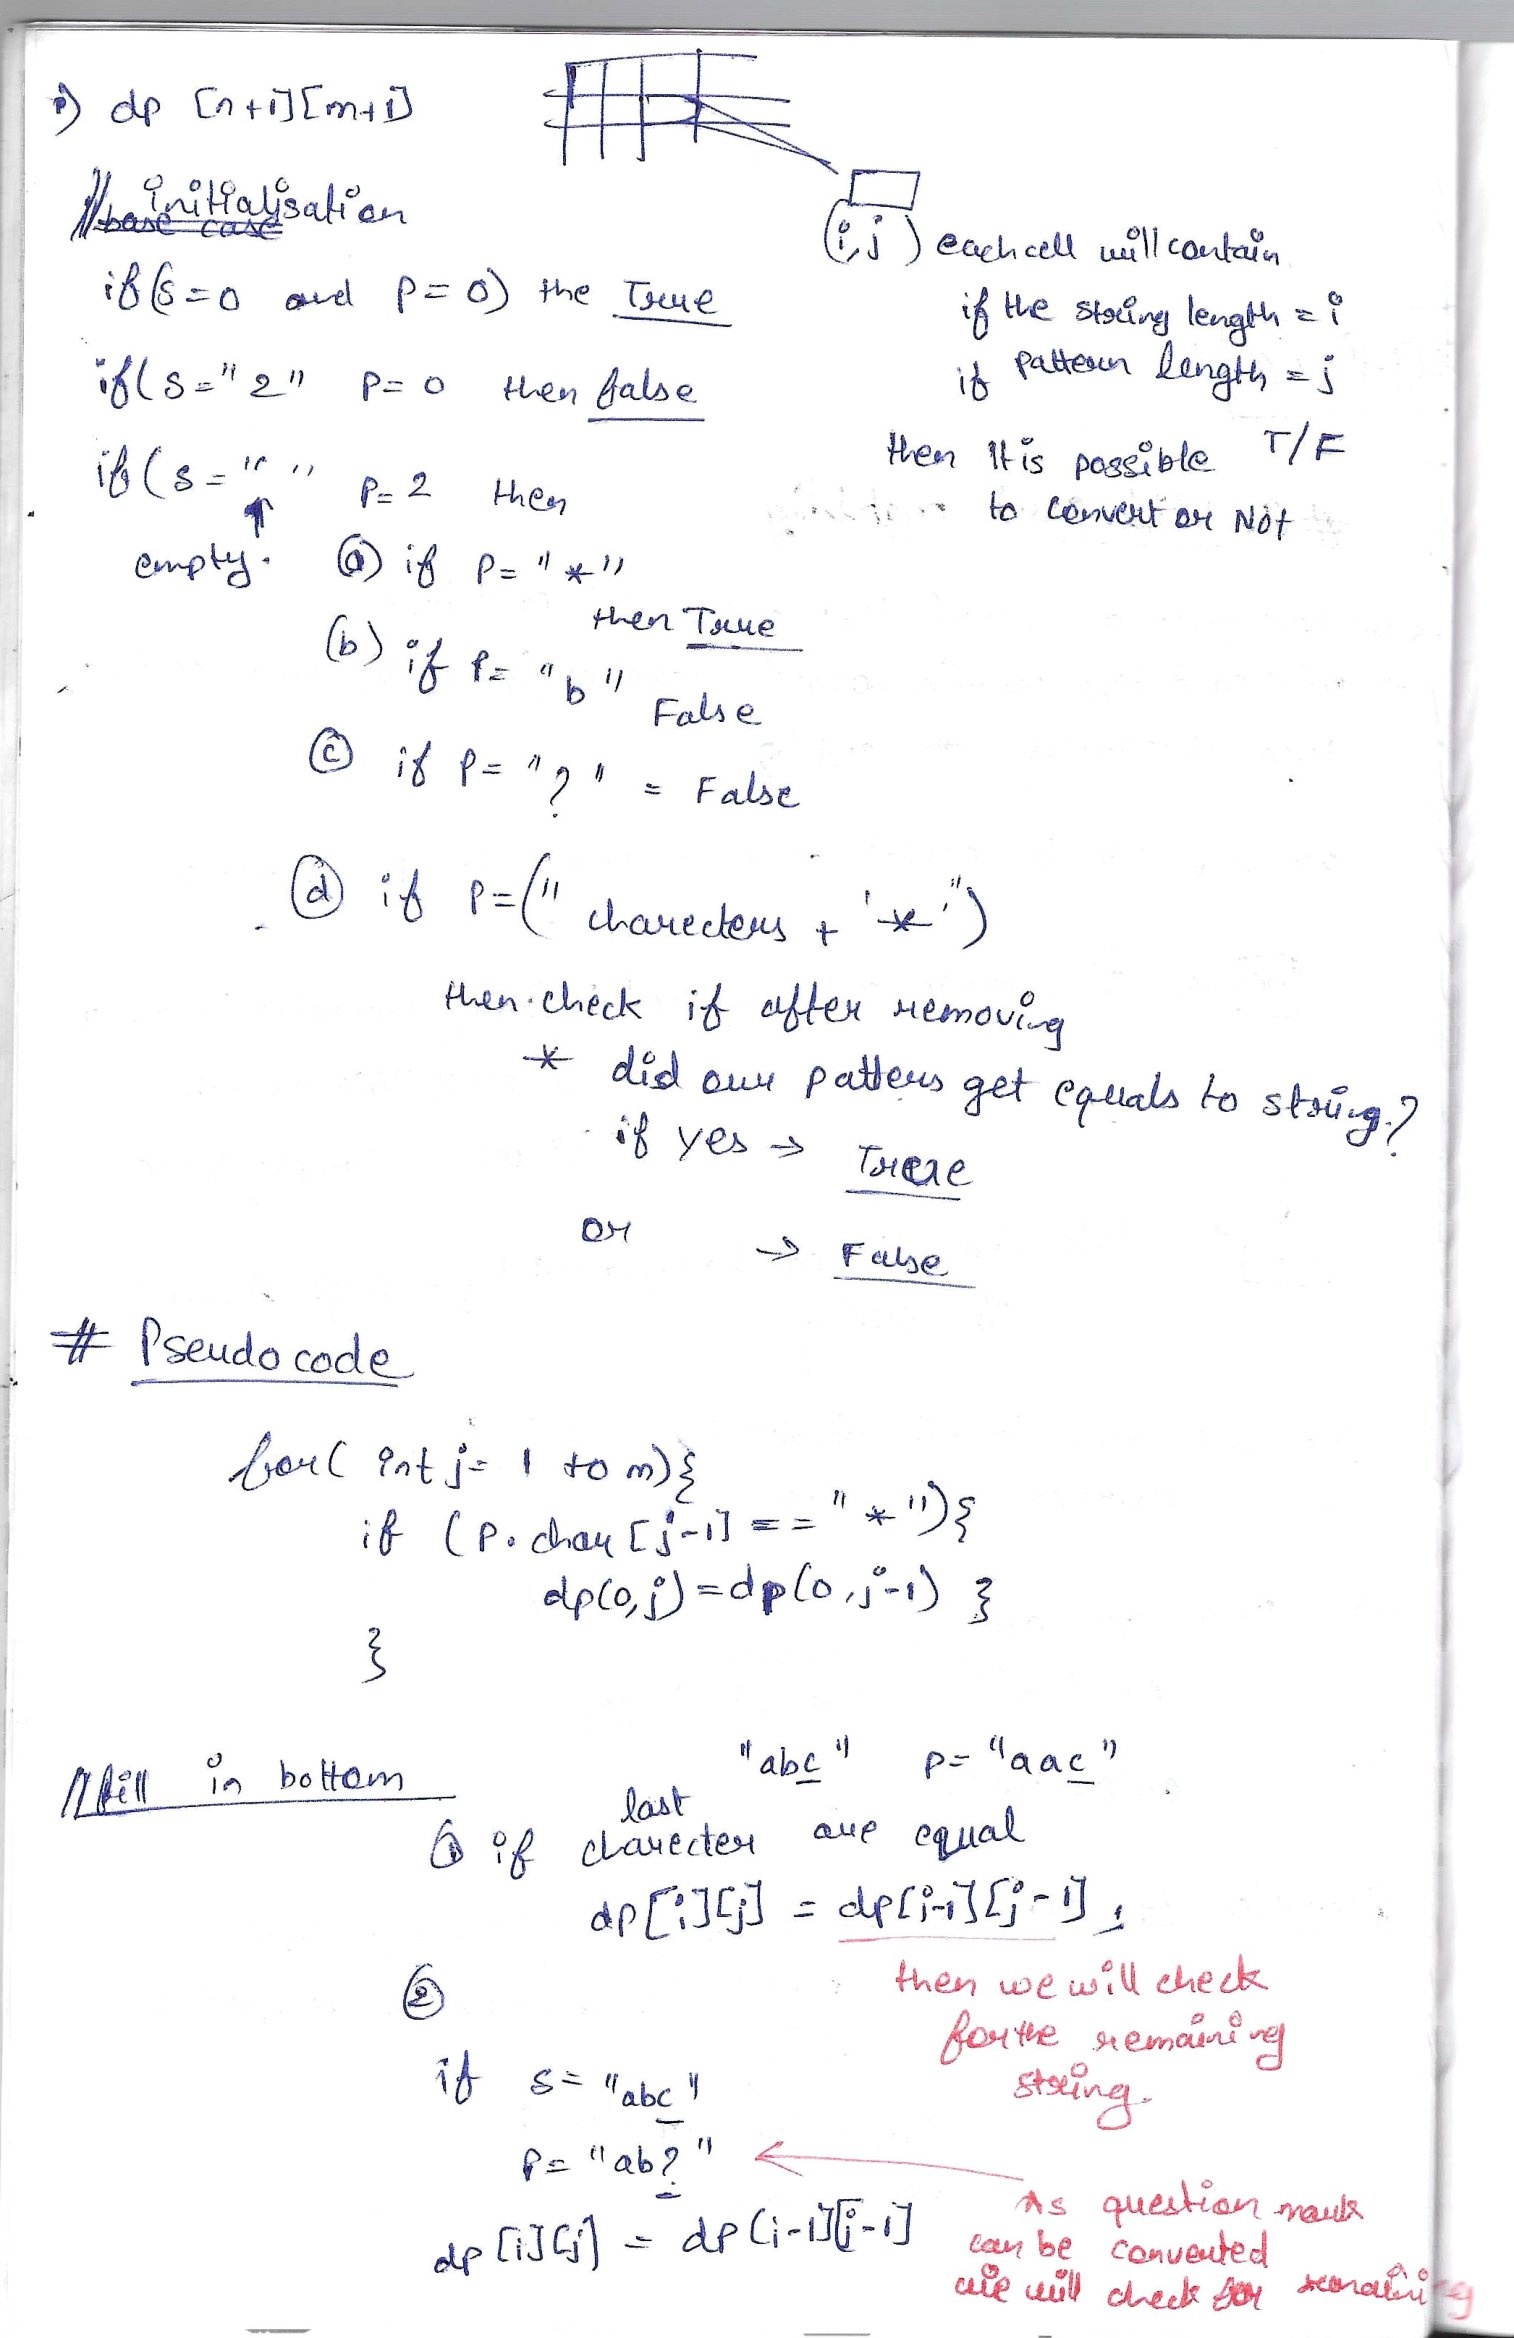 1) dp [n+1][m+1]
// base case initialisation
if(s=0 and p=0) the True
if(s="2" p=0 then false
if(s=" " p=2 then
empty.
(i,j) each cell will contain
if the string length = i
if pattern length = j
then it is possible T/F
to convert or Not
(a) if p="*"
then True
(b) if p="b" False
(c) if p="?" = False
(d) if p=("charecters + '*'")
then check if after removing
* did our patters get equals to string?
if yes → True
or → False
# Pseudo code
for( int j= 1 to m){
if (p.char[j-1] == "*"){
dp(0,j)=dp(0,j-1) }
}
// fill in bottom
"abc" p="aac"
(1) if last charecter are equal
dp[i][j] = dp[i-1][j-1],
then we will check
for the remaining
string.
(2)
if s="abc"
p="ab?"
dp[i][j] = dp(i-1][j-1]
As question mark
can be converted
we will check for remaining